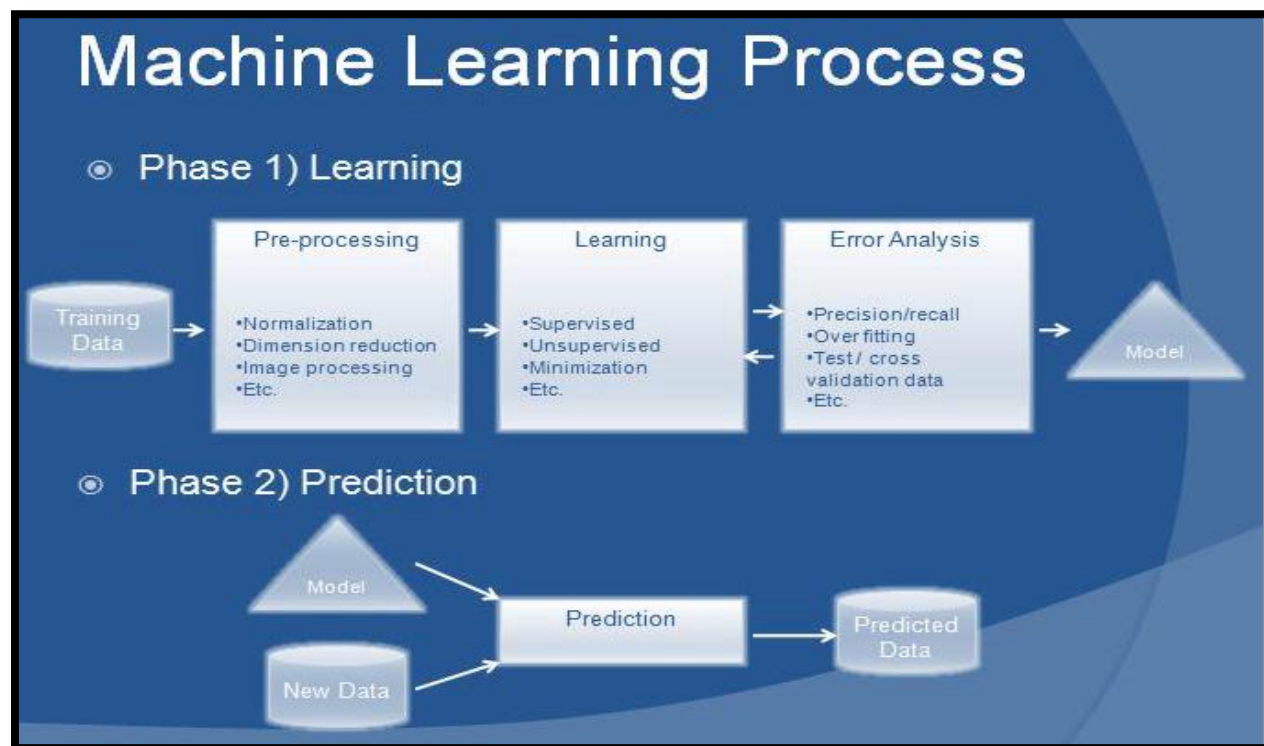 Machine Learning Process
Phase 1) Learning
Training
Data
Pre-processing
•Normalization
•Dimension reduction
•Image processing
•Etc.
Learning
•Supervised
•Unsupervised
•Minimization
•Etc.
Error Analysis
•Precision/recall
•Over fitting
•Test / cross
validation data
•Etc.
Model
Phase 2) Prediction
Model
New Data
Prediction
Predicted
Data